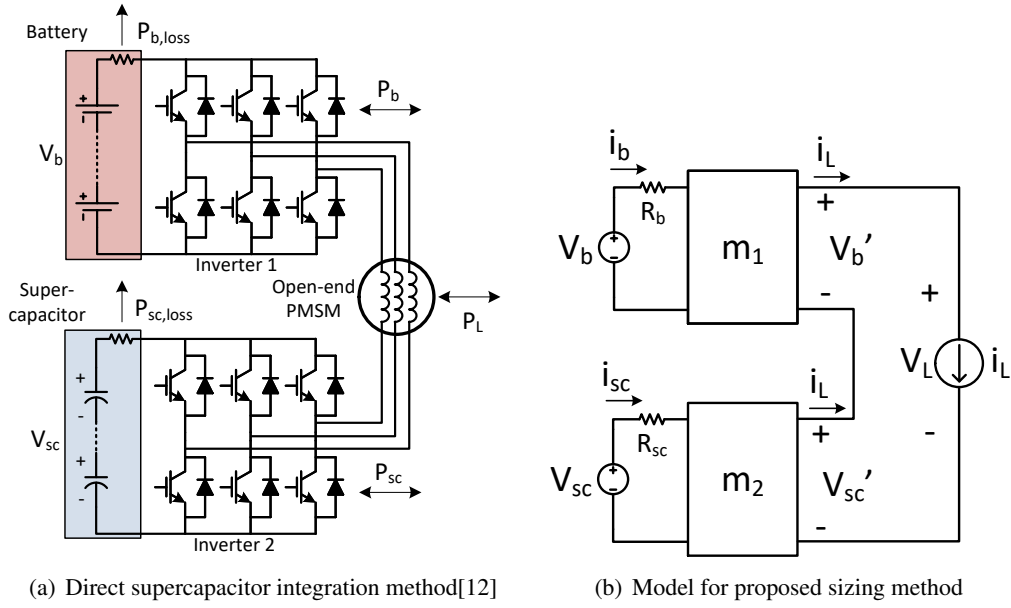 Battery
P_b,loss
+
-
V_b
+
-
P_b
Inverter 1
Open-end
PMSM
P_L
Super-
capacitor
P_sc,loss
+
-
V_sc
+
-
P_sc
Inverter 2
(a) Direct supercapacitor integration method[12]
i_b
R_b
V_b
+
-
m_1
i_L
+
V_b'
-
i_sc
R_sc
V_sc
+
-
m_2
i_L
+
V_sc'
-
+
V_L
-
i_L
(b) Model for proposed sizing method